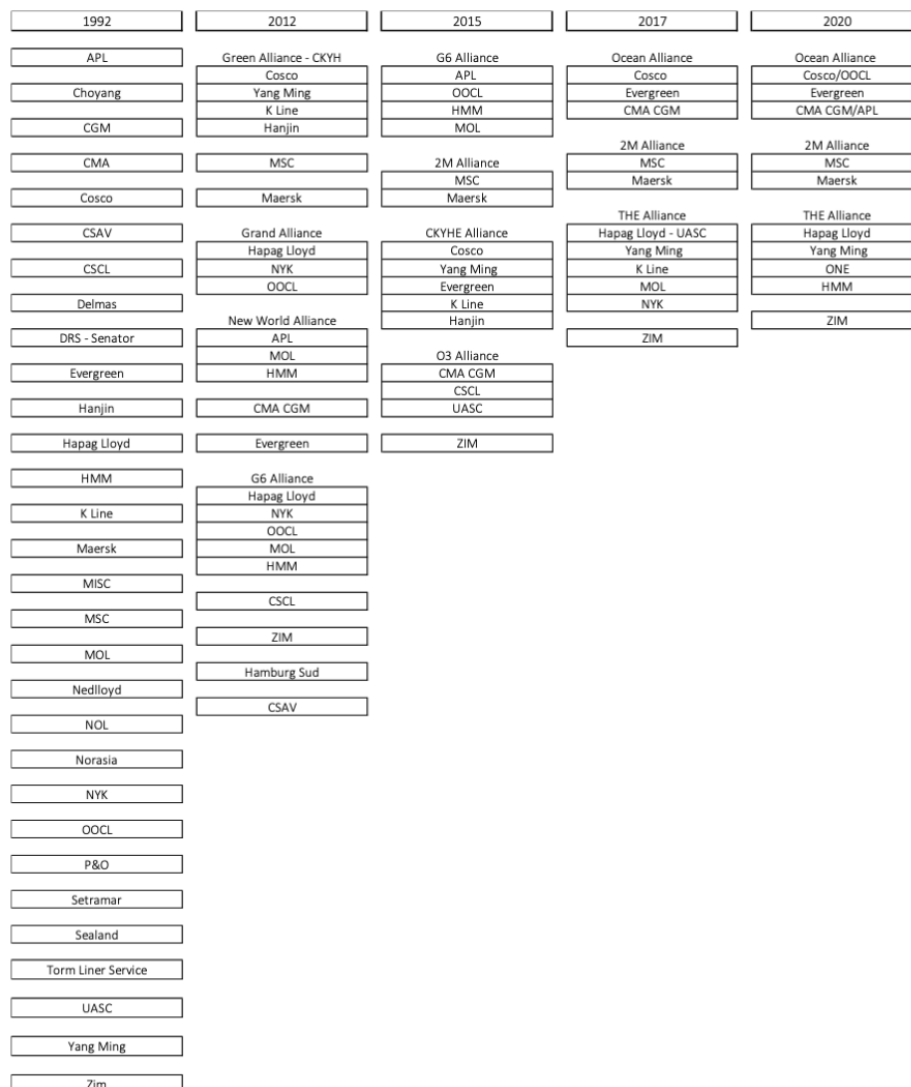 1992
APL
Choyang
CGM
CMA
Cosco
CSAV
CSCL
Delmas
DRS - Senator
Evergreen
Hanjin
Hapag Lloyd
HMM
K Line
Maersk
MISC
MSC
MOL
Nedlloyd
NOL
Norasia
NYK
OOCL
P&O
Setramar
Sealand
Torm Liner Service
UASC
Yang Ming
Zim
2012
Green Alliance - CKYH
Cosco
Yang Ming
K Line
Hanjin
MSC
Maersk
Grand Alliance
Hapag Lloyd
NYK
OOCL
New World Alliance
APL
MOL
HMM
CMA CGM
Evergreen
G6 Alliance
Hapag Lloyd
NYK
OOCL
MOL
HMM
CSCL
ZIM
Hamburg Sud
CSAV
2015
G6 Alliance
APL
OOCL
HMM
MOL
2M Alliance
MSC
Maersk
CKYHE Alliance
Cosco
Yang Ming
Evergreen
K Line
Hanjin
O3 Alliance
CMA CGM
CSCL
UASC
ZIM
2017
Ocean Alliance
Cosco
Evergreen
CMA CGM
2M Alliance
MSC
Maersk
THE Alliance
Hapag Lloyd - UASC
Yang Ming
K Line
MOL
NYK
ZIM
2020
Ocean Alliance
Cosco/OOCL
Evergreen
CMA CGM/APL
2M Alliance
MSC
Maersk
THE Alliance
Hapag Lloyd
Yang Ming
ONE
HMM
ZIM